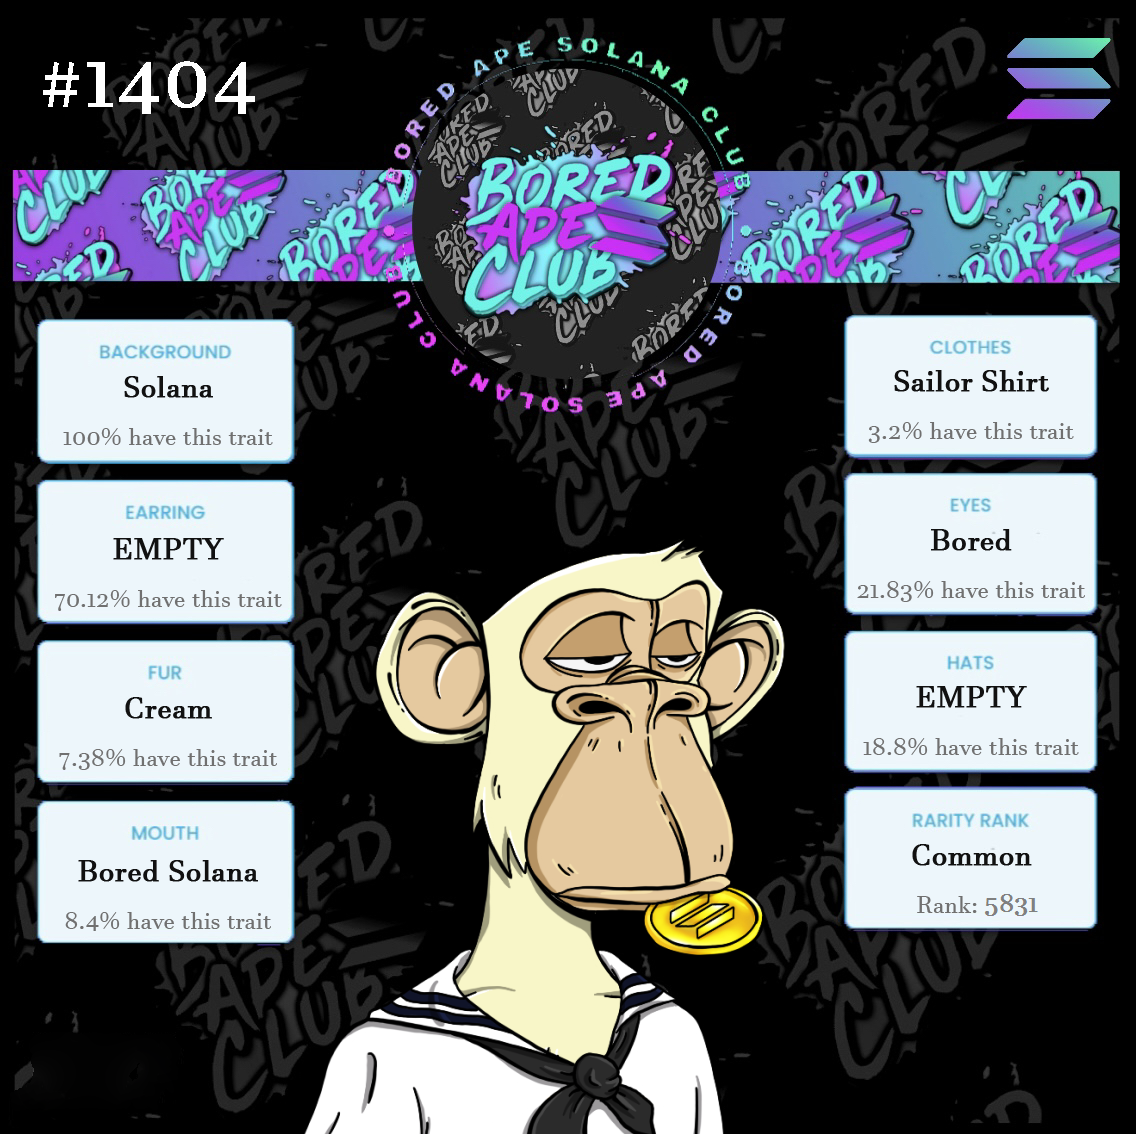 #1404
BORED APE SOLANA CLUB
BORED APE SOLANA CLUB
BORED
APE
CLUB
BACKGROUND
Solana
100% have this trait
EARRING
EMPTY
70.12% have this trait
FUR
Cream
7.38% have this trait
MOUTH
Bored Solana
8.4% have this trait
CLOTHES
Sailor Shirt
3.2% have this trait
EYES
Bored
21.83% have this trait
HATS
EMPTY
18.8% have this trait
RARITY RANK
Common
Rank: 5831